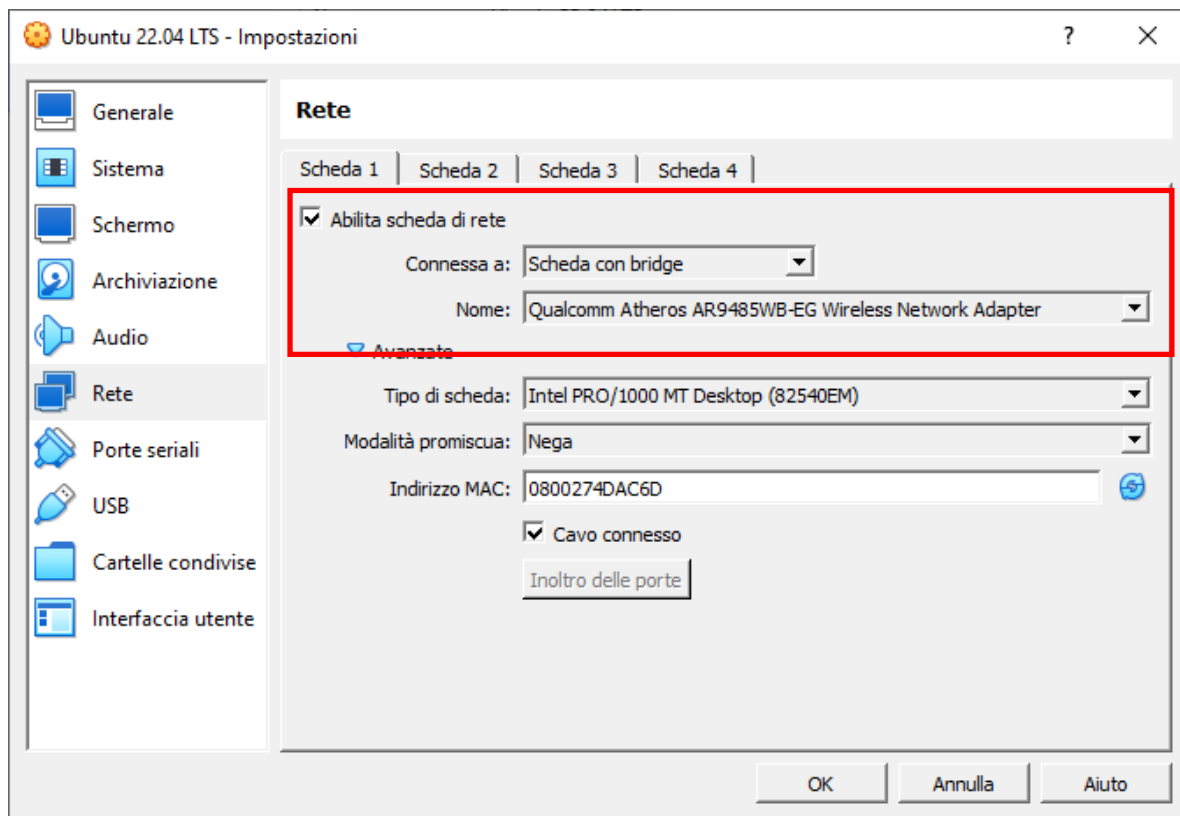 Ubuntu 22.04 LTS - Impostazioni
?
Generale
Sistema
Schermo
Archiviazione
Audio
Rete
Porte seriali
USB
Cartelle condivise
Interfaccia utente
Rete
Scheda 1 Scheda 2 Scheda 3 Scheda 4
Abilita scheda di rete
Connessa a: Scheda con bridge
Nome: Qualcomm Atheros AR9485WB-EG Wireless Network Adapter
Avanzate
Tipo di scheda: Intel PRO/1000 MT Desktop (82540EM)
Modalità promiscua: Nega
Indirizzo MAC: 0800274DAC6D
Cavo connesso
Inoltro delle porte
OK Annulla Aiuto